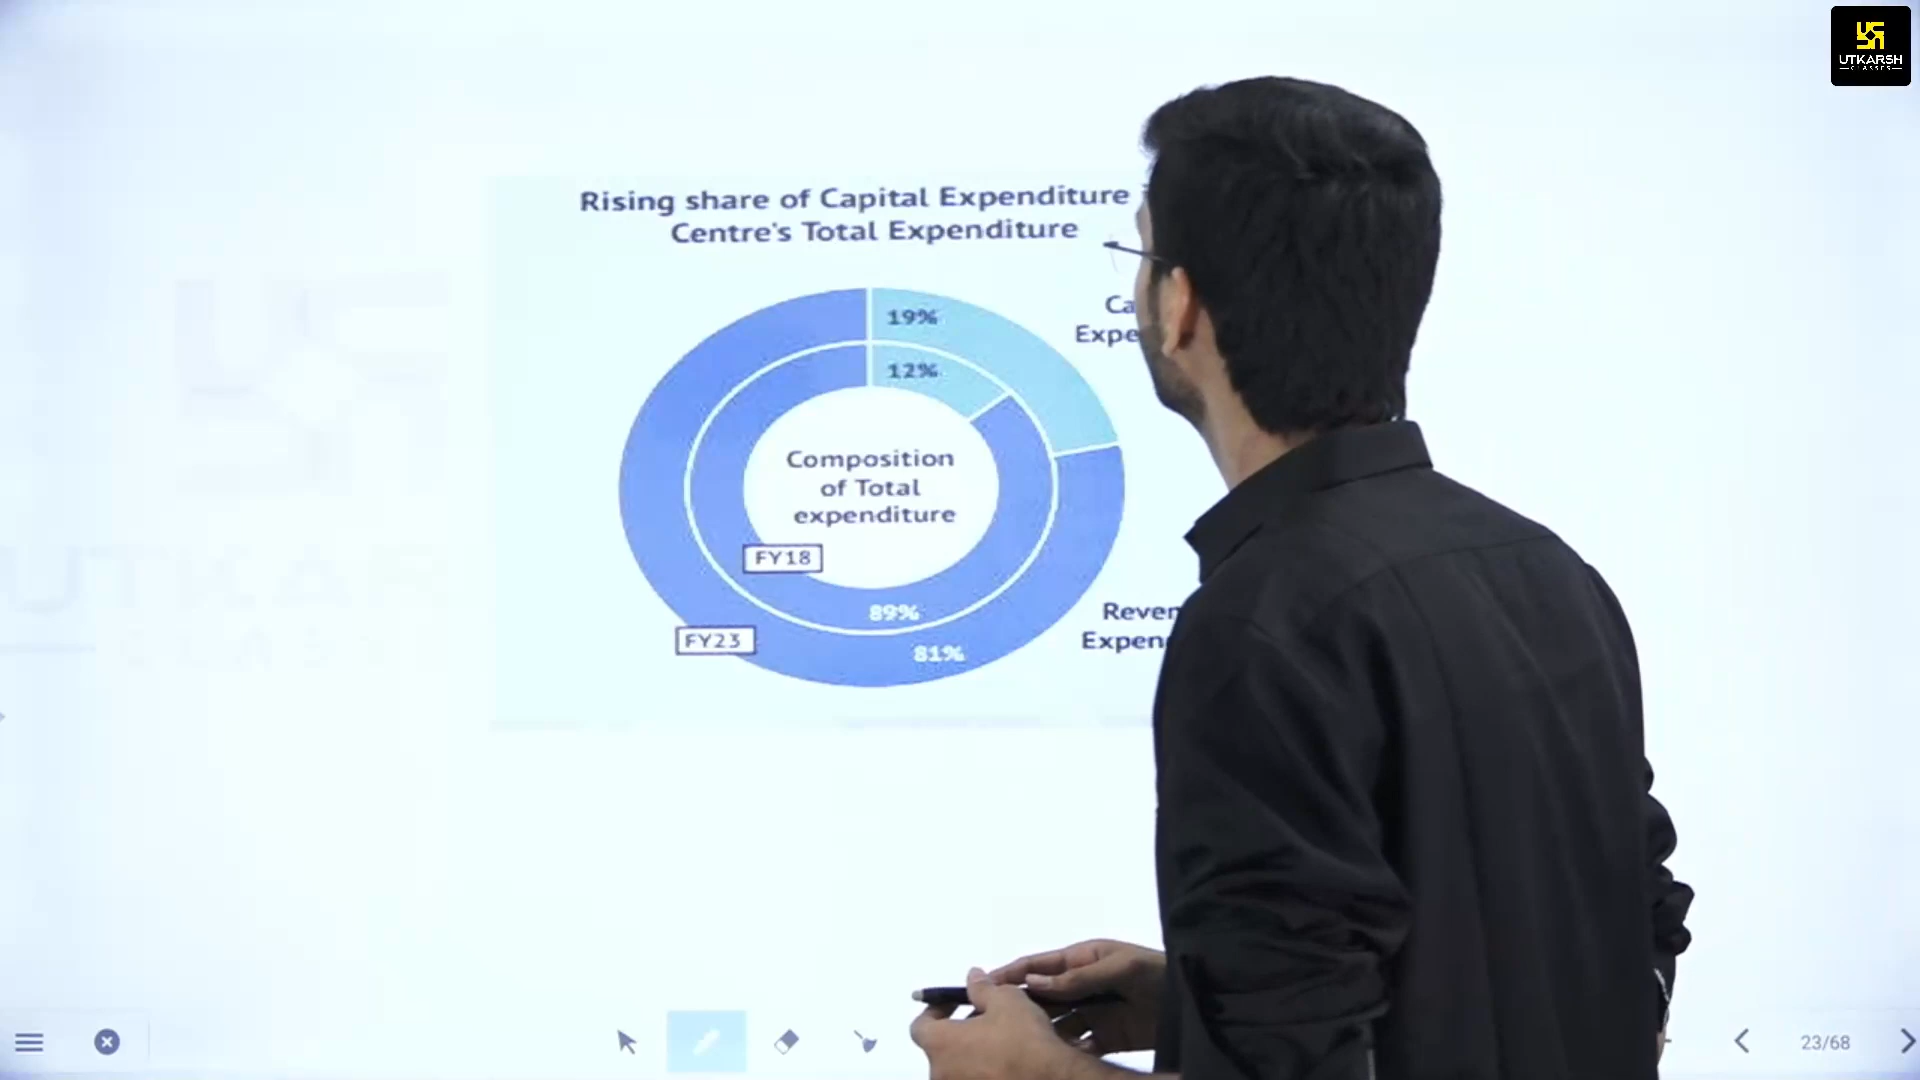 UTKARSH
CLASSES
Rising share of Capital Expenditure
Centre's Total Expenditure
19%
12%
Composition
of Total
expenditure
FY18
89%
FY23
81%
23/68